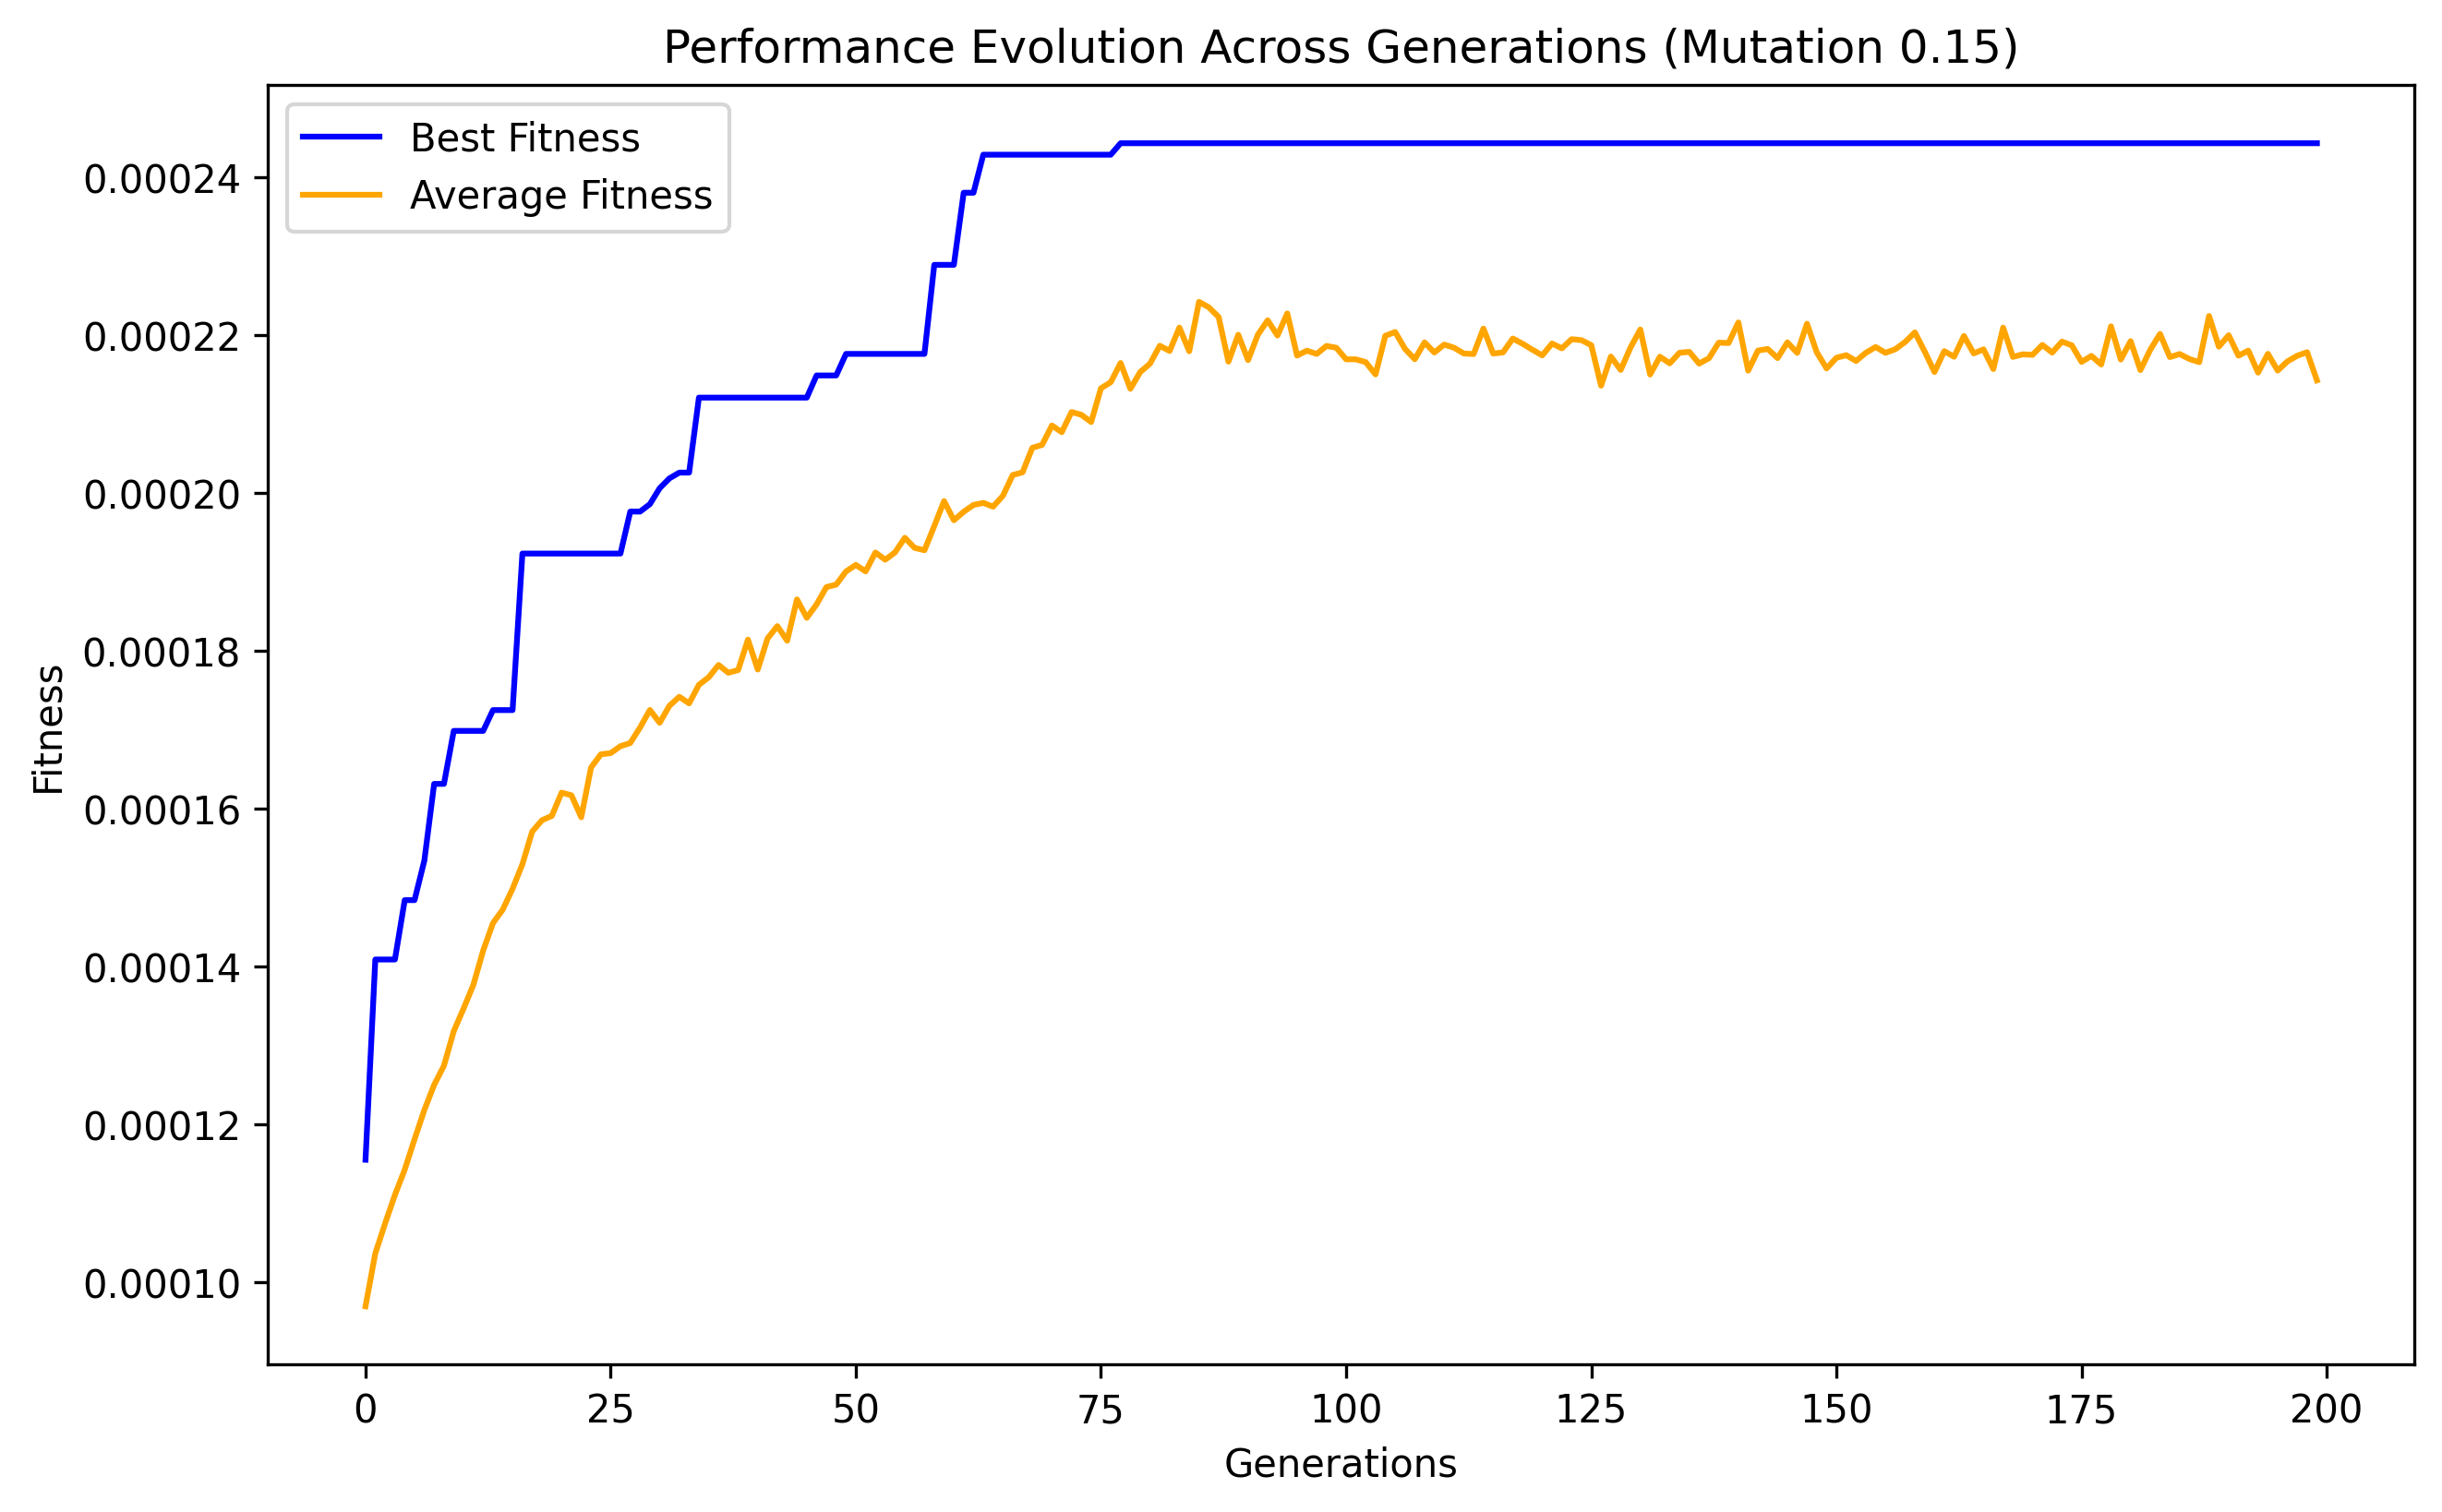 Performance Evolution Across Generations (Mutation 0.15)
Best Fitness
Average Fitness
Fitness
0.00024
0.00022
0.00020
0.00018
0.00016
0.00014
0.00012
0.00010
0 25 50 75 100 125 150 175 200
Generations